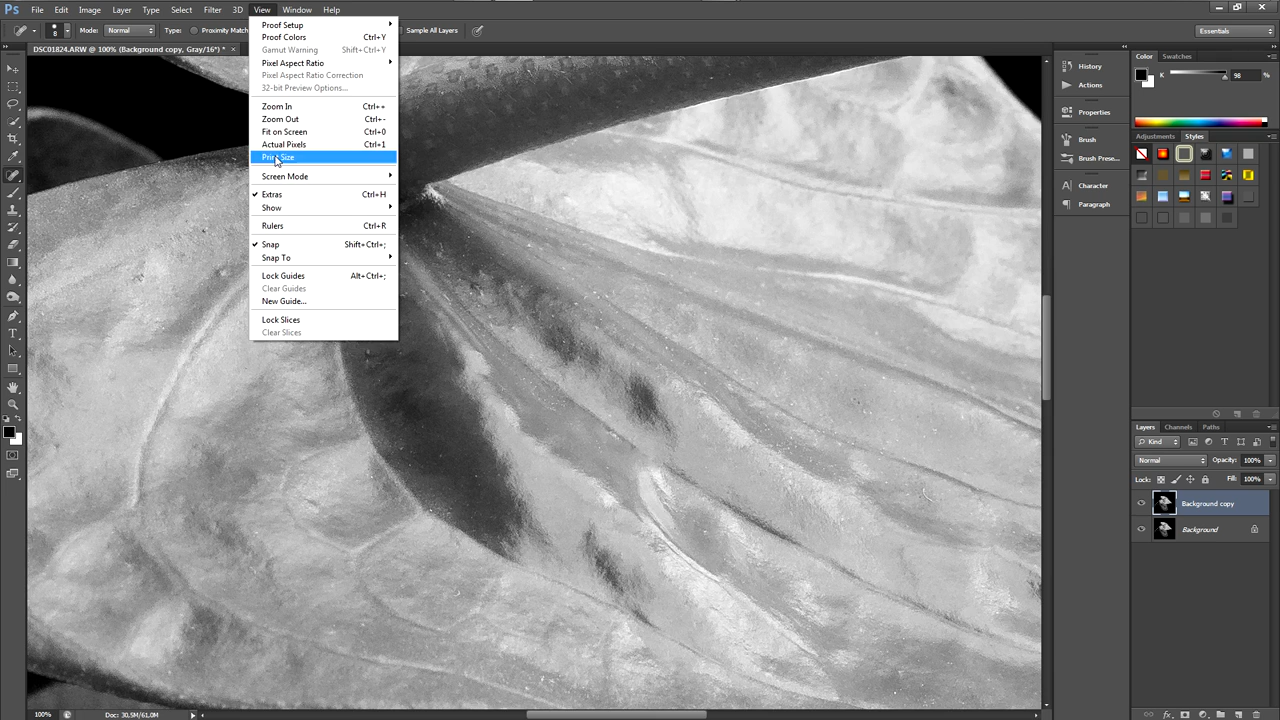 Ps File Edit Image Layer Type Select Filter 3D View Window Help
8 Mode: Normal Type: Proximity Match Sample All Layers Essentials
DSC01824.ARW @ 100% (Background copy, Gray/16*) * ×
Proof Setup
Proof Colors Ctrl+Y
Gamut Warning Shift+Ctrl+Y
Pixel Aspect Ratio
Pixel Aspect Ratio Correction
32-bit Preview Options...
Zoom In Ctrl++
Zoom Out Ctrl+-
Fit on Screen Ctrl+0
Actual Pixels Ctrl+1
Print Size
Screen Mode
Extras Ctrl+H
Show
Rulers Ctrl+R
Snap Shift+Ctrl+;
Snap To
Lock Guides Alt+Ctrl+;
Clear Guides
New Guide...
Lock Slices
Clear Slices
History
Actions
Properties
Brush
Brush Prese...
Character
Paragraph
Color Swatches
K 98 %
Adjustments Styles
Layers Channels Paths
Kind
Normal Opacity: 100%
Lock: Fill: 100%
Background copy
Background
100% Doc: 30,5M/61,0M